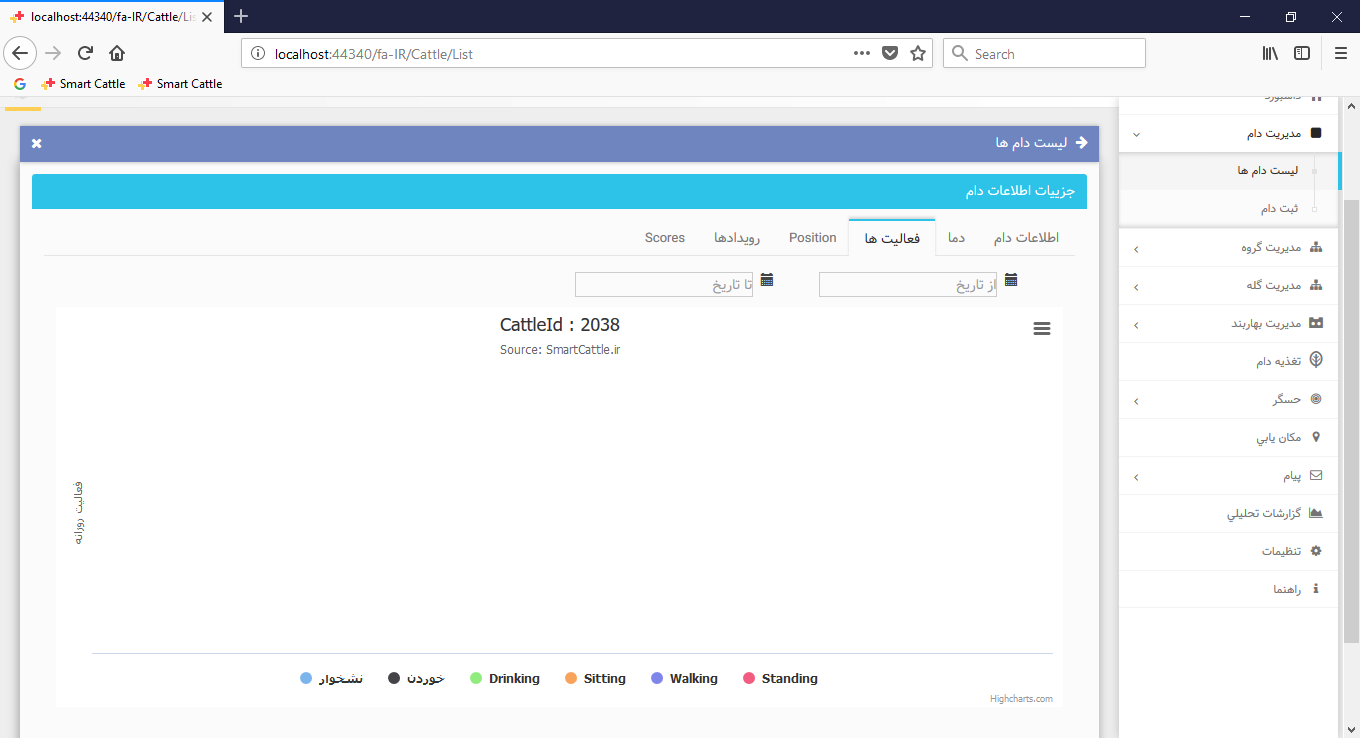 localhost:44340/fa-IR/Cattle/Lis
localhost:44340/fa-IR/Cattle/List
Search
Smart Cattle
Smart Cattle
داشبورد
مدیریت دام
لیست دام ها
ثبت دام
مدیریت گروه
مدیریت گله
مدیریت بهاربند
تغذیه دام
حسگر
مکان يابي
پیام
گزارشات تحليلي
تنظیمات
راهنما
لیست دام ها
جزییات اطلاعات دام
اطلاعات دام
دما
فعالیت ها
Position
رویدادها
Scores
از تاریخ
تا تاریخ
CattleId : 2038
Source: SmartCattle.ir
فعالیت روزانه
نشخوار
خوردن
Drinking
Sitting
Walking
Standing
Highcharts.com